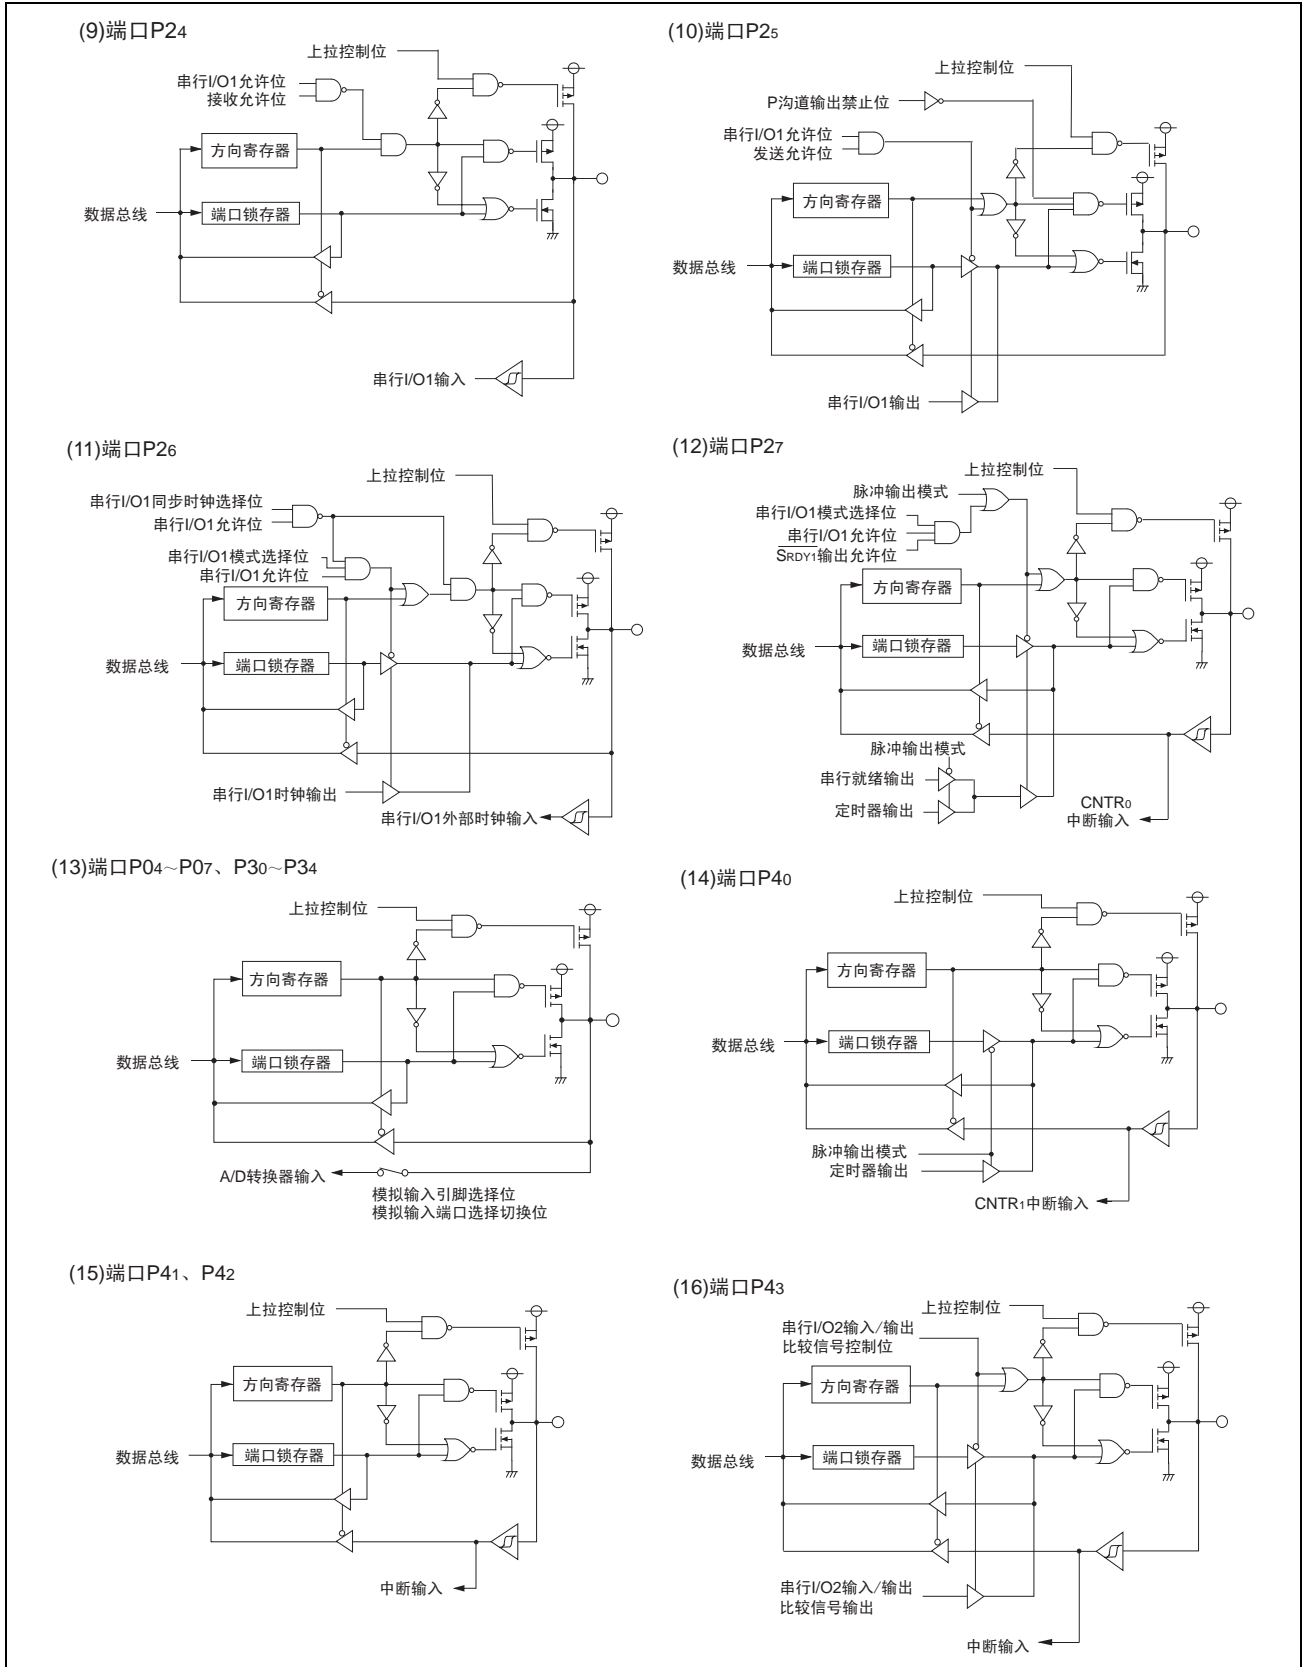 (9)端口P24
上拉控制位
串行I/O1允许位
接收允许位
方向寄存器
数据总线
端口锁存器
串行I/O1输入
(10)端口P25
上拉控制位
P沟道输出禁止位
串行I/O1允许位
发送允许位
方向寄存器
数据总线
端口锁存器
串行I/O1输出
(11)端口P26
上拉控制位
串行I/O1同步时钟选择位
串行I/O1允许位
串行I/O1模式选择位
串行I/O1允许位
方向寄存器
数据总线
端口锁存器
串行I/O1时钟输出
串行I/O1外部时钟输入
(12)端口P27
上拉控制位
脉冲输出模式
串行I/O1模式选择位
串行I/O1允许位
S̅R̅D̅Y̅1̅输出允许位
方向寄存器
数据总线
端口锁存器
脉冲输出模式
串行就绪输出
定时器输出
CNTR0
中断输入
(13)端口P04～P07、P30～P34
上拉控制位
方向寄存器
数据总线
端口锁存器
A/D转换器输入
模拟输入引脚选择位
模拟输入端口选择切换位
(14)端口P40
上拉控制位
方向寄存器
数据总线
端口锁存器
脉冲输出模式
定时器输出
CNTR1中断输入
(15)端口P41、P42
上拉控制位
方向寄存器
数据总线
端口锁存器
中断输入
(16)端口P43
上拉控制位
串行I/O2输入/输出
比较信号控制位
方向寄存器
数据总线
端口锁存器
串行I/O2输入/输出
比较信号输出
中断输入